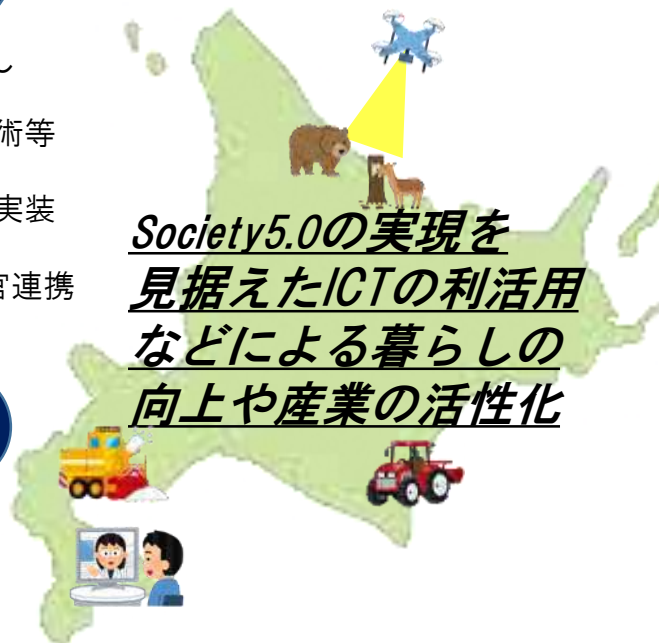 し
術等
実装
官連携
Society5.0の実現を
見据えたICTの利活用
などによる暮らしの
向上や産業の活性化